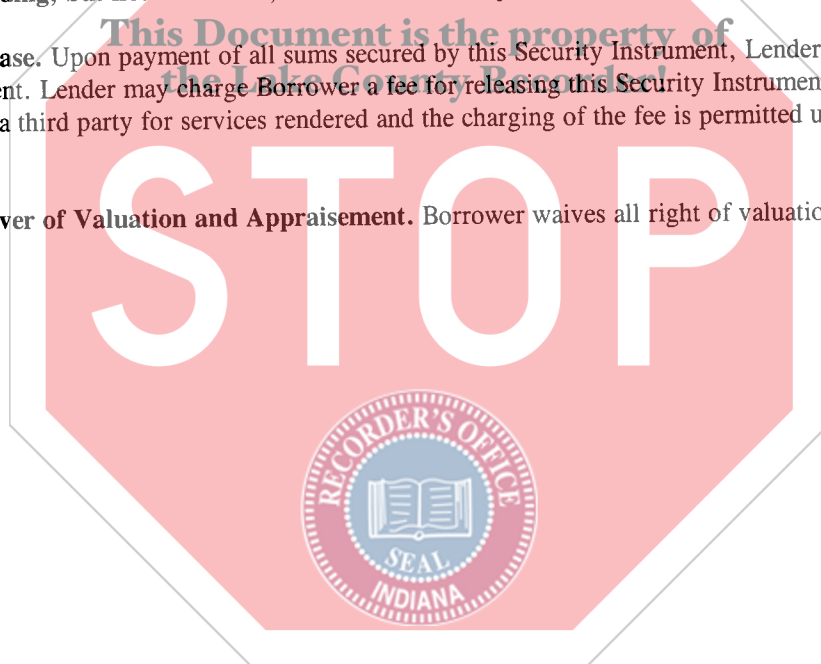 This Document is the property of
ase. Upon payment of all sums secured by this Security Instrument, Lender
the Lake County Recorder!
nt. Lender may charge Borrower a fee for releasing this Security Instrumen
a third party for services rendered and the charging of the fee is permitted u
ver of Valuation and Appraisement. Borrower waives all right of valuatio
STOP
RECORDER'S OFFICE
SEAL
INDIANA